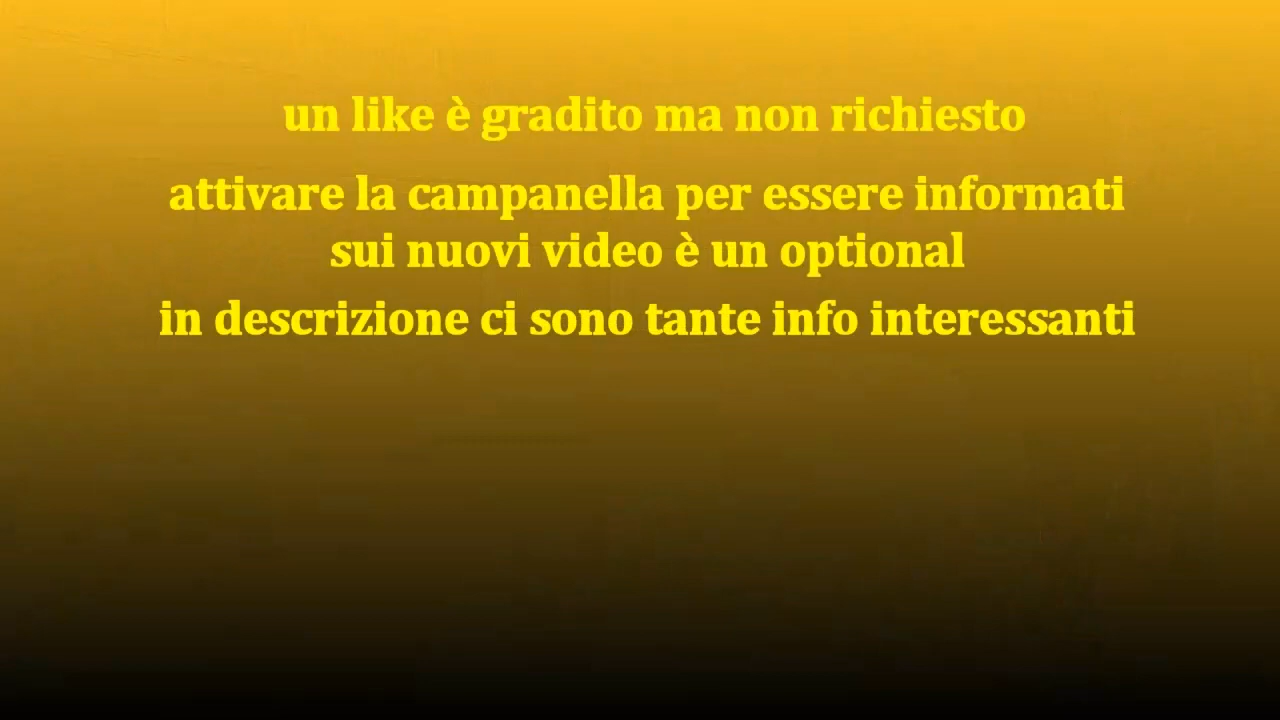 un like è gradito ma non richiesto
attivare la campanella per essere informati
sui nuovi video è un optional
in descrizione ci sono tante info interessanti